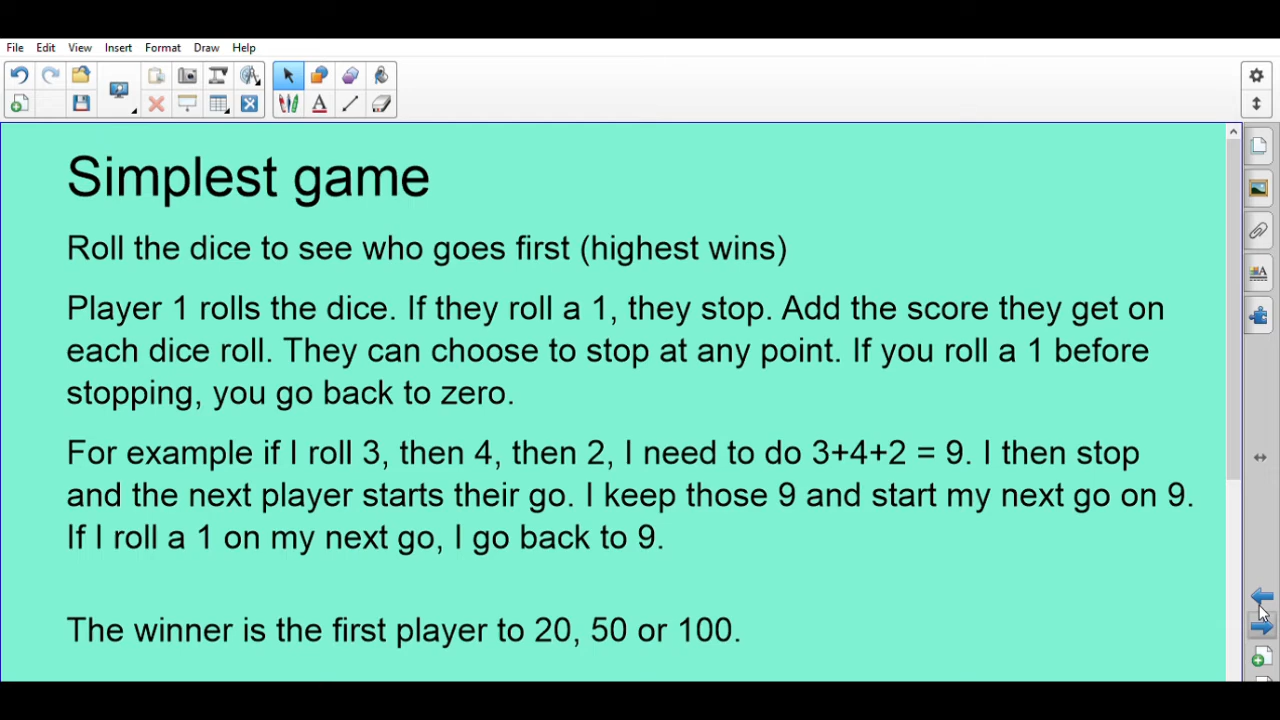 File Edit View Insert Format Draw Help
Simplest game
Roll the dice to see who goes first (highest wins)
Player 1 rolls the dice. If they roll a 1, they stop. Add the score they get on
each dice roll. They can choose to stop at any point. If you roll a 1 before
stopping, you go back to zero.
For example if I roll 3, then 4, then 2, I need to do 3+4+2 = 9. I then stop
and the next player starts their go. I keep those 9 and start my next go on 9.
If I roll a 1 on my next go, I go back to 9.
The winner is the first player to 20, 50 or 100.